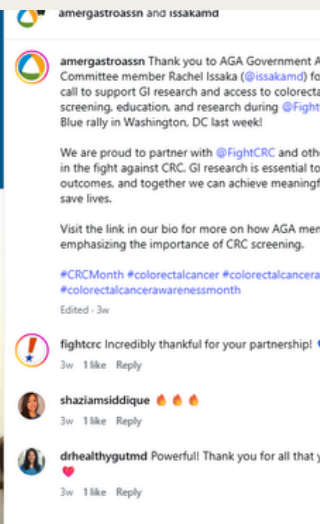 amergastroassn and issakamd
amergastroassn Thank you to AGA Government A
Committee member Rachel Issaka (@issakamd) fo
call to support GI research and access to colorecta
screening, education, and research during @Fight
Blue rally in Washington, DC last week!
We are proud to partner with @FightCRC and othe
in the fight against CRC. GI research is essential to
outcomes, and together we can achieve meaningf
save lives.
Visit the link in our bio for more on how AGA mem
emphasizing the importance of CRC screening.
#CRCMonth #colorectalcancer #colorectalcancera
#colorectalcancerawarenessmonth
Edited · 3w
fightcrc Incredibly thankful for your partnership!
3w 1 like Reply
shaziamsiddique 🔥🔥🔥
3w 1 like Reply
drhealthygutmd Powerful! Thank you for all that y
❤️
3w 1 like Reply